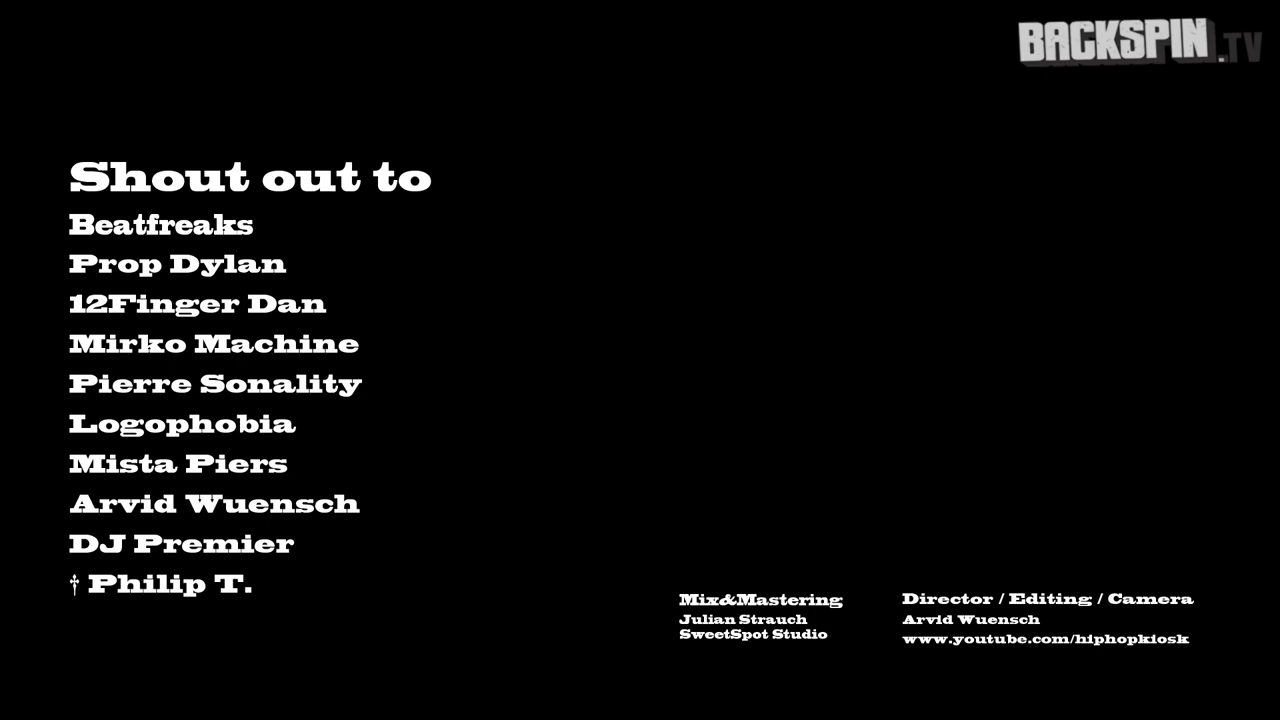 BACKSPIN.TV
Shout out to
Beatfreaks
Prop Dylan
12Finger Dan
Mirko Machine
Pierre Sonality
Logophobia
Mista Piers
Arvid Wuensch
DJ Premier
† Philip T.
Mix&Mastering
Julian Strauch
SweetSpot Studio
Director / Editing / Camera
Arvid Wuensch
www.youtube.com/hiphopkiosk